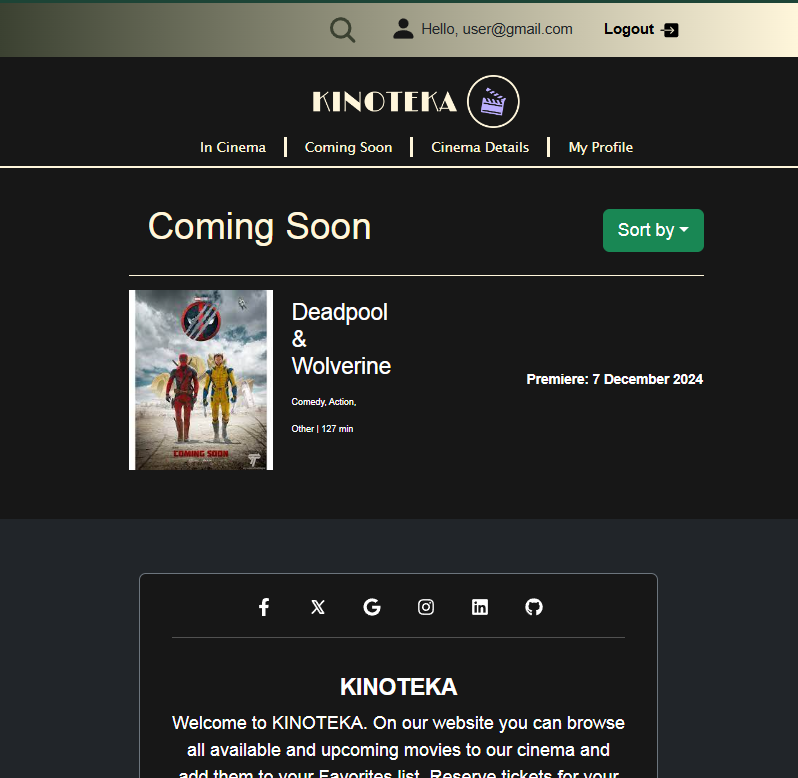 Hello, user@gmail.com
Logout
KINOTEKA
In Cinema
Coming Soon
Cinema Details
My Profile
Coming Soon
Sort by
COMING SOON
Deadpool
&
Wolverine
Comedy, Action,
Other | 127 min
Premiere: 7 December 2024
KINOTEKA
Welcome to KINOTEKA. On our website you can browse
all available and upcoming movies to our cinema and
add them to your Favorites list. Reserve tickets for your